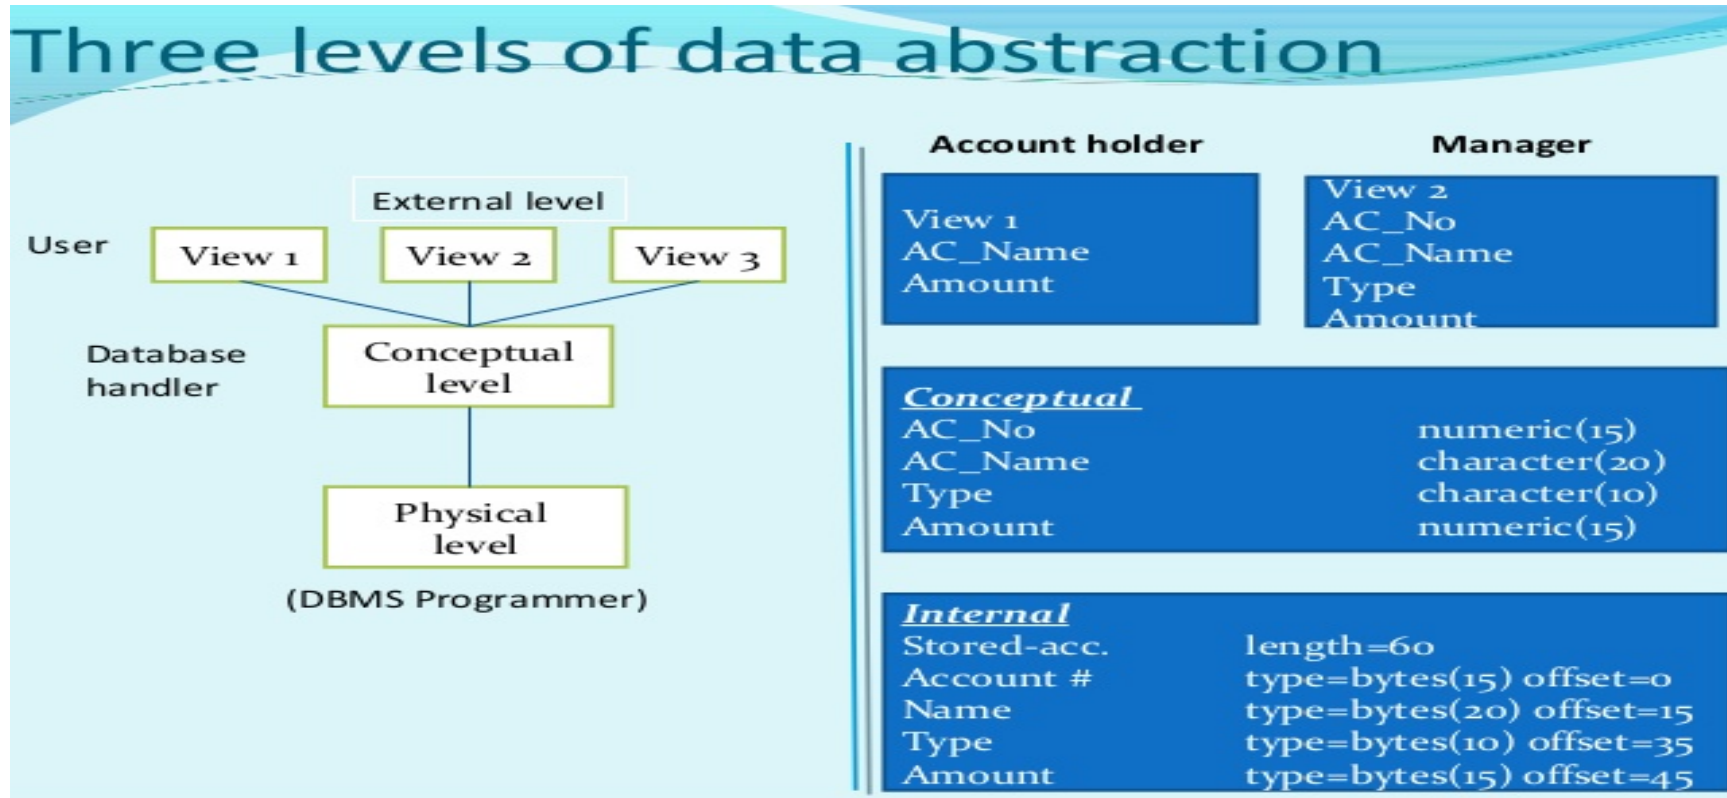 Three levels of data abstraction
External level
User
View 1
View 2
View 3
Database
handler
Conceptual
level
Physical
level
(DBMS Programmer)
Account holder
View 1
AC_Name
Amount
Manager
View 2
AC_No
AC_Name
Type
Amount
Conceptual
AC_No numeric(15)
AC_Name character(20)
Type character(10)
Amount numeric(15)
Internal
Stored-acc. length=60
Account # type=bytes(15) offset=0
Name type=bytes(20) offset=15
Type type=bytes(10) offset=35
Amount type=bytes(15) offset=45